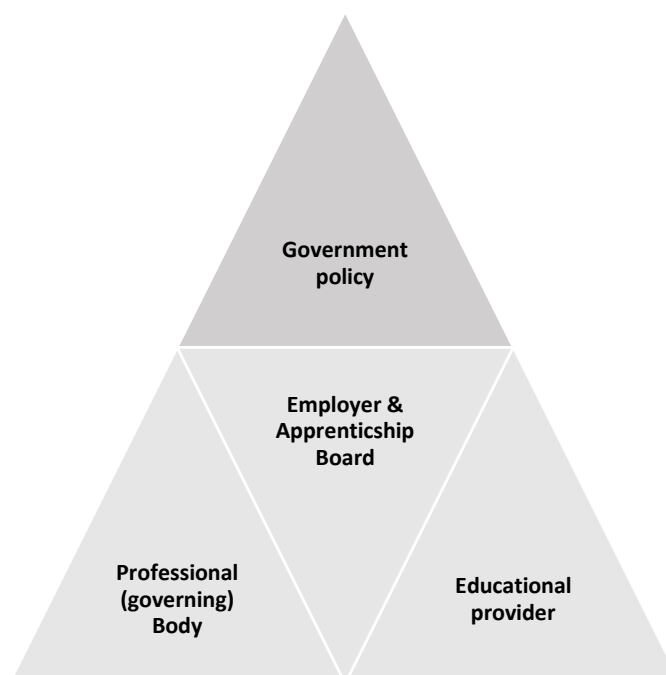 Government
policy
Employer &
Apprenticship
Board
Professional
(governing)
Body
Educational
provider